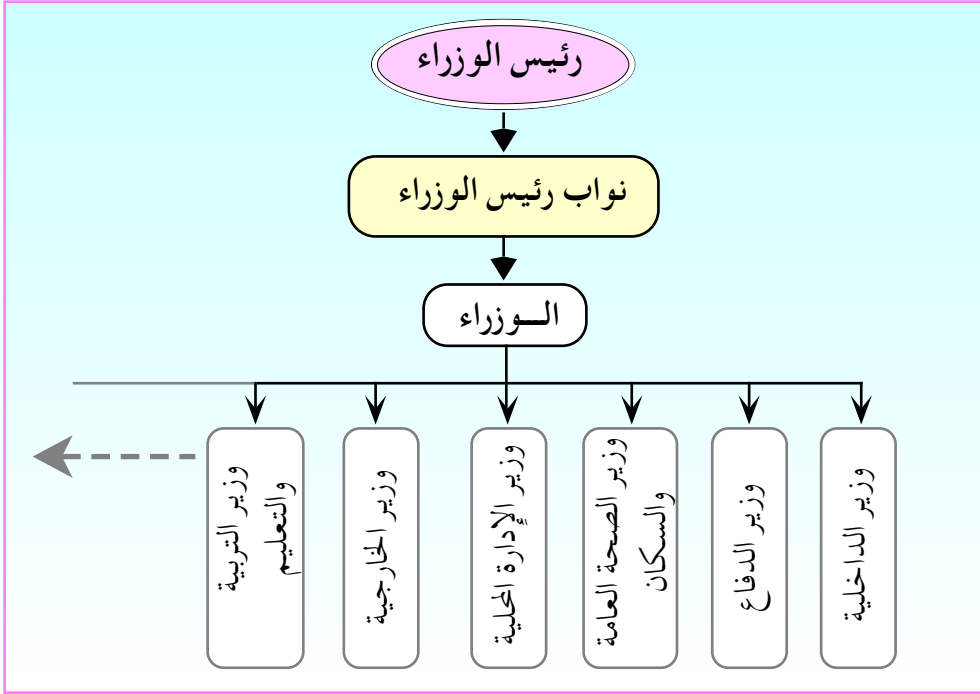 رئيس الوزراء
نواب رئيس الوزراء
الـــوزراء
وزير الداخلية
وزير الدفاع
وزير الصحة العامة
والسكان
وزير الإدارة المحلية
وزير الخارجية
وزير التربية
والتعليم